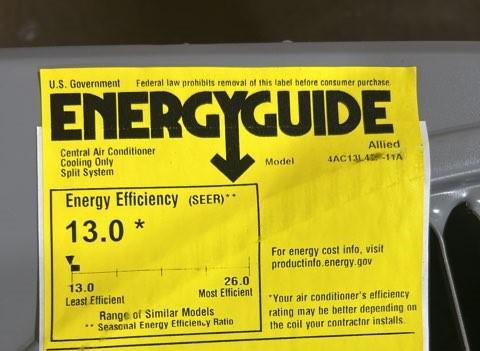 U.S. Government Federal law prohibits removal of this label before consumer purchase.
ENERGYGUIDE
Central Air Conditioner
Cooling Only
Split System
Allied
Model
Energy Efficiency (SEER)**
13.0 *
13.0
Least Efficient
26.0
Most Efficient
Range of Similar Models
** Seasonal Energy Efficiency Ratio
For energy cost info, visit
productinfo.energy.gov
*Your air conditioner's efficiency
rating may be better depending on
the coil your contractor installs.